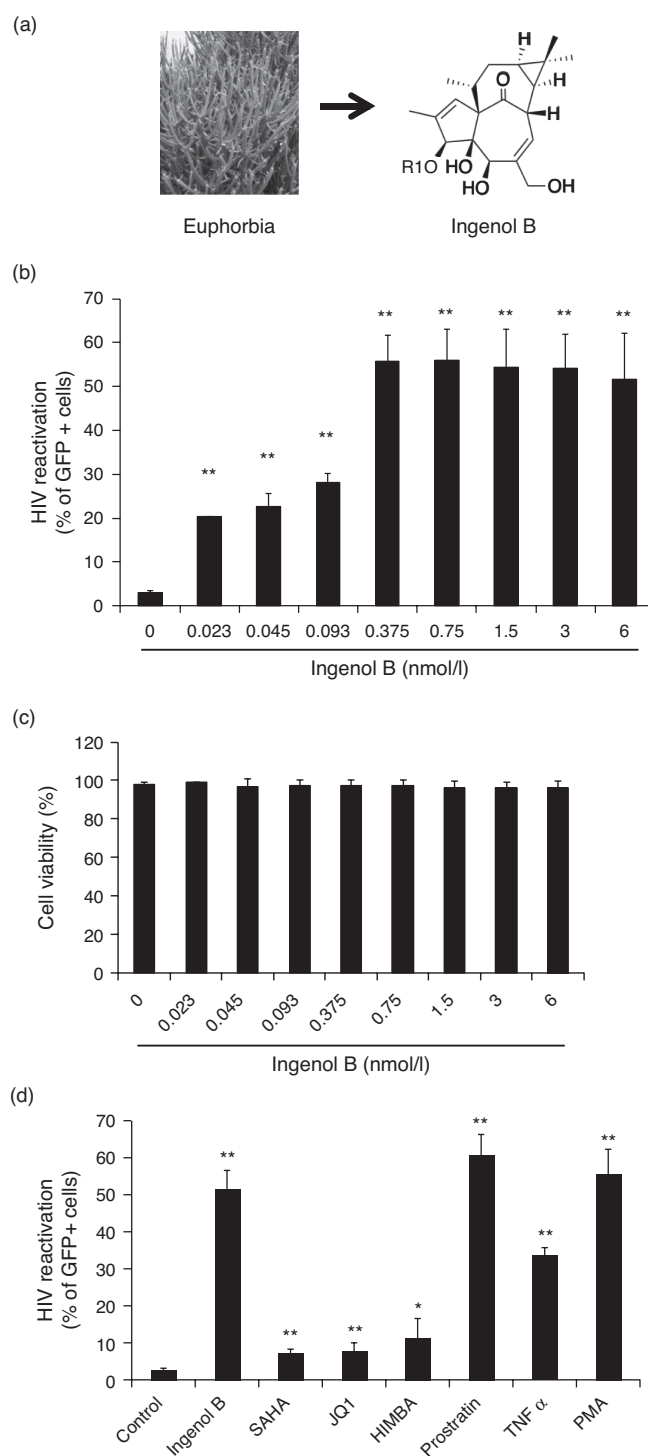 (a)
H
O
H
H
R1O
HO
HO
OH
Euphorbia
Ingenol B
(b)
HIV reactivation
(% of GFP + cells)
70
60
50
40
30
20
10
0
** ** ** ** ** ** ** **
0 0.023 0.045 0.093 0.375 0.75 1.5 3 6
Ingenol B (nmol/l)
(c)
Cell viability (%)
120
100
80
60
40
20
0
0 0.023 0.045 0.093 0.375 0.75 1.5 3 6
Ingenol B (nmol/l)
(d)
HIV reactivation
(% of GFP+ cells)
70
60
50
40
30
20
10
0
** ** ** * ** ** **
Control Ingenol B SAHA JQ1 HIMBA Prostratin TNF α PMA